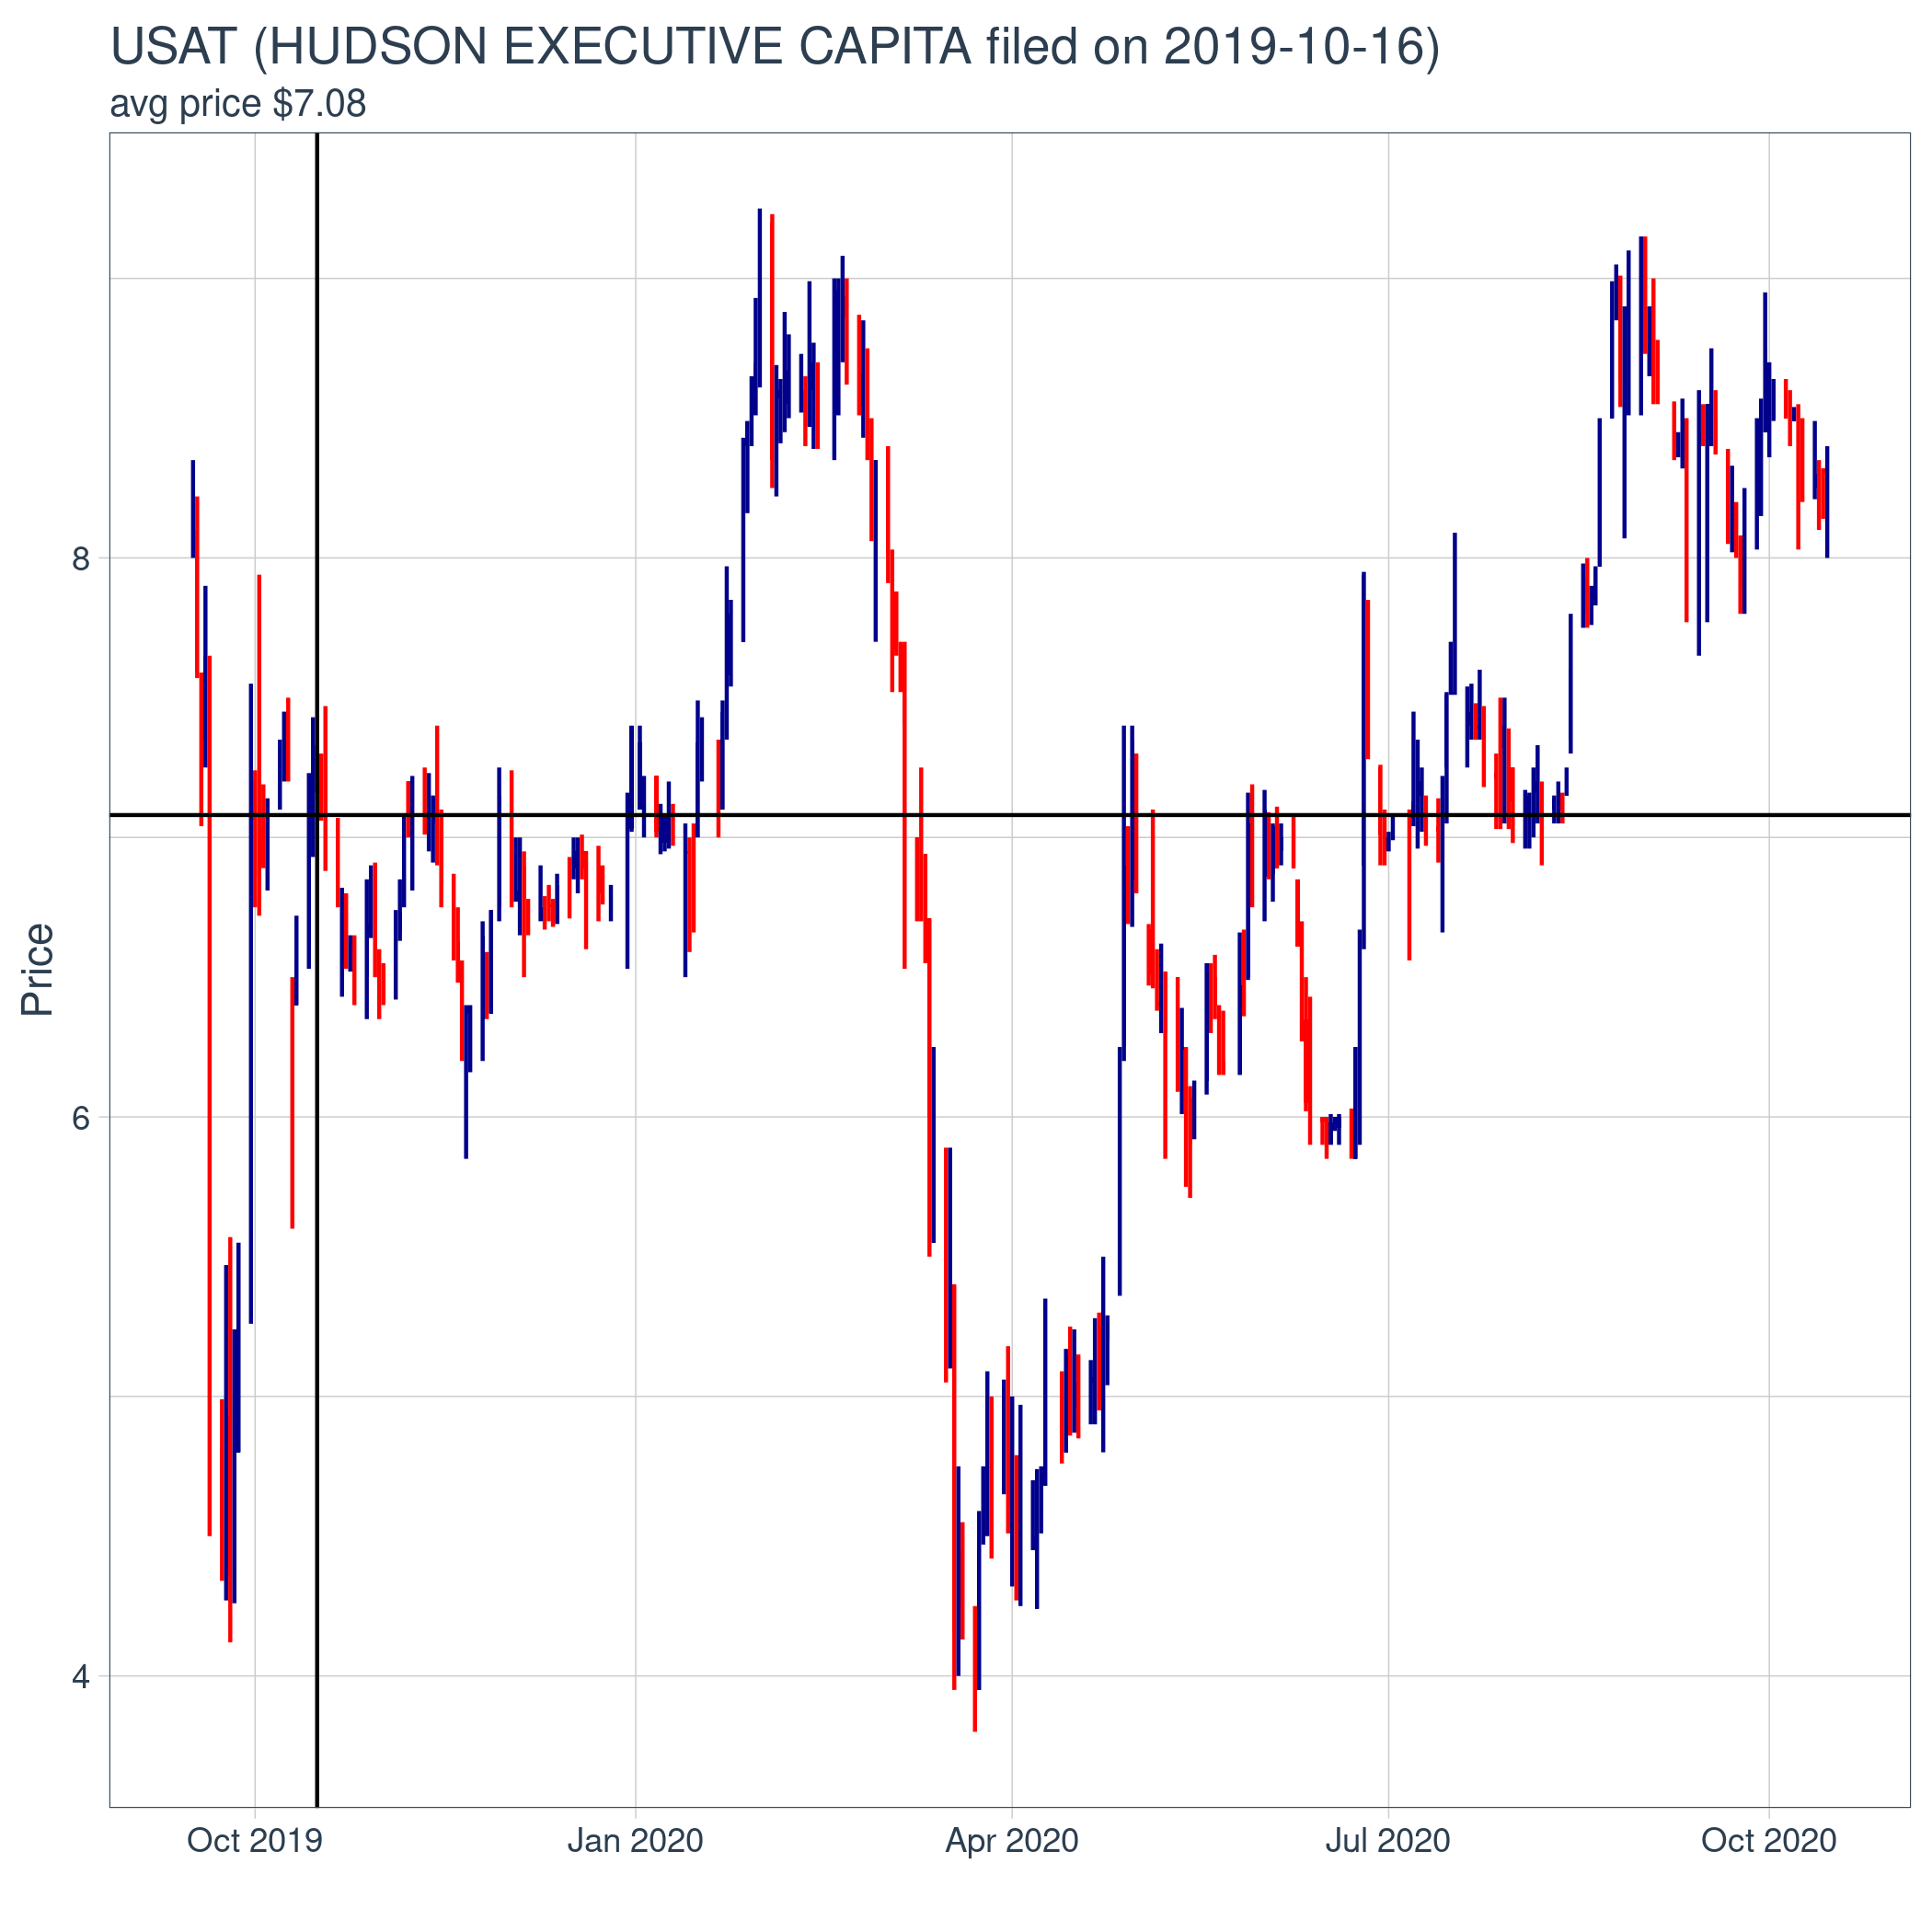 USAT (HUDSON EXECUTIVE CAPITA filed on 2019-10-16)
avg price $7.08
8
6
4
Price
Oct 2019 Jan 2020 Apr 2020 Jul 2020 Oct 2020